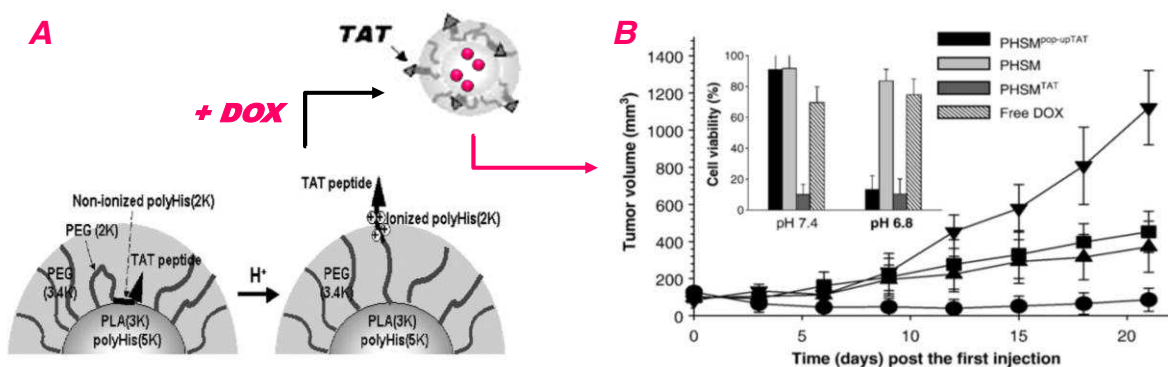 A
TAT
+ DOX
TAT peptide
Non-ionized polyHis(2K)
Ionized polyHis(2K)
PEG (2K)
TAT peptide
PEG
(3.4K)
H+
PEG
(3.4K)
PLA(3K)
polyHis(5K)
PLA(3K)
polyHis(5K)
B
PHSMpop-upTAT
PHSM
PHSMTAT
Free DOX
Cell viability (%)
100
80
60
40
20
0
pH 7.4
pH 6.8
Tumor volume (mm3)
1400
1200
1000
800
600
400
200
0
0
5
10
15
20
Time (days) post the first injection